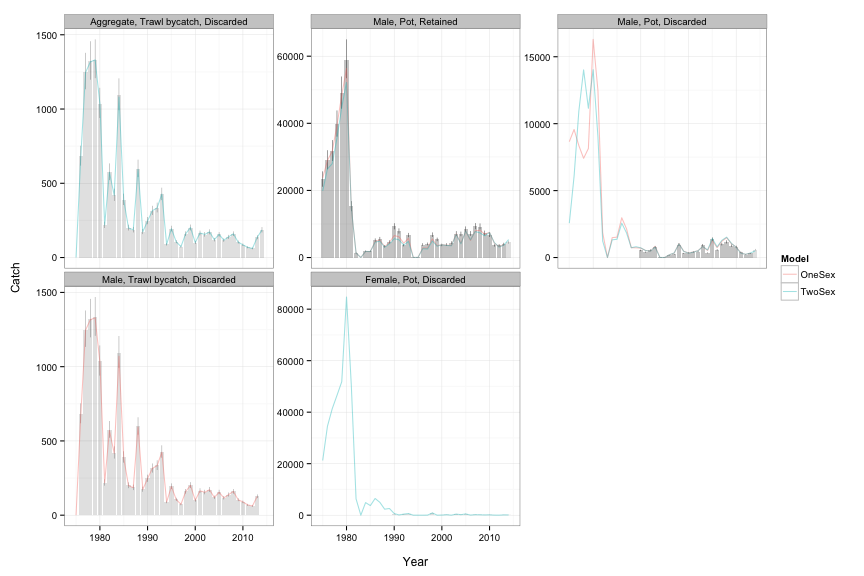 Aggregate, Trawl bycatch, Discarded
Male, Pot, Retained
Male, Pot, Discarded
1500
1000
500
0
60000
40000
20000
0
15000
10000
5000
0
Catch
Model
OneSex
TwoSex
Male, Trawl bycatch, Discarded
Female, Pot, Discarded
1500
1000
500
0
80000
60000
40000
20000
0
1980 1990 2000 2010
1980 1990 2000 2010
Year